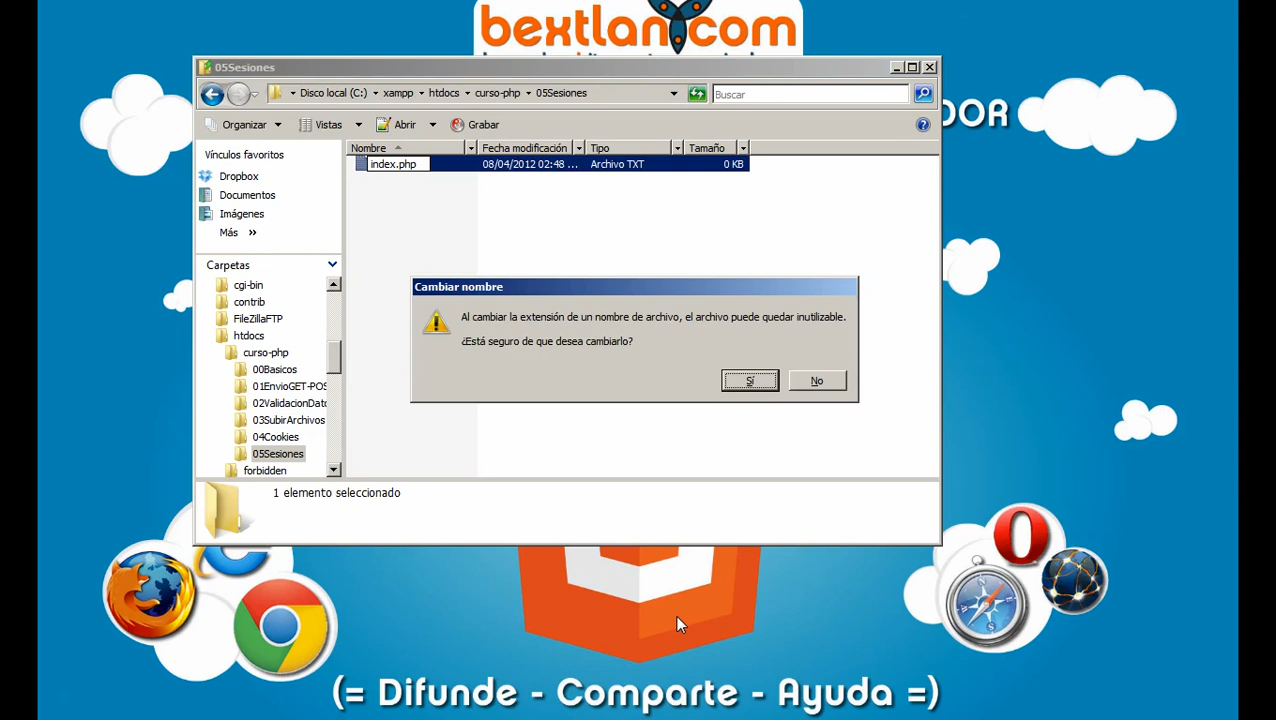 bextlan.com
05Sesiones
Disco local (C:) xampp htdocs curso-php 05Sesiones
Buscar
DOR
Organizar Vistas Abrir Grabar
Vínculos favoritos
Dropbox
Documentos
Imágenes
Más »
Nombre Fecha modificación Tipo Tamaño
index.php 08/04/2012 02:48 ... Archivo TXT 0 KB
Carpetas
cgi-bin
contrib
FileZillaFTP
htdocs
curso-php
00Basicos
01EnvioGET-POS
02ValidacionDato
03SubirArchivos
04Cookies
05Sesiones
forbidden
Cambiar nombre
Al cambiar la extensión de un nombre de archivo, el archivo puede quedar inutilizable.
¿Está seguro de que desea cambiarlo?
Sí No
1 elemento seleccionado
(= Difunde - Comparte - Ayuda =)